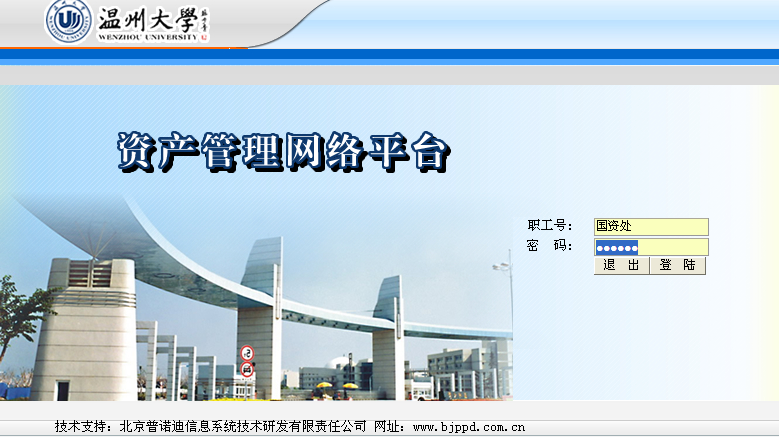 温州大学
WENZHOU UNIVERSITY
资产管理网络平台
职工号： 国资处
密 码： ●●●●●●
退 出 登 陆
技术支持：北京普诺迪信息系统技术研发有限责任公司 网址：www.bjppd.com.cn